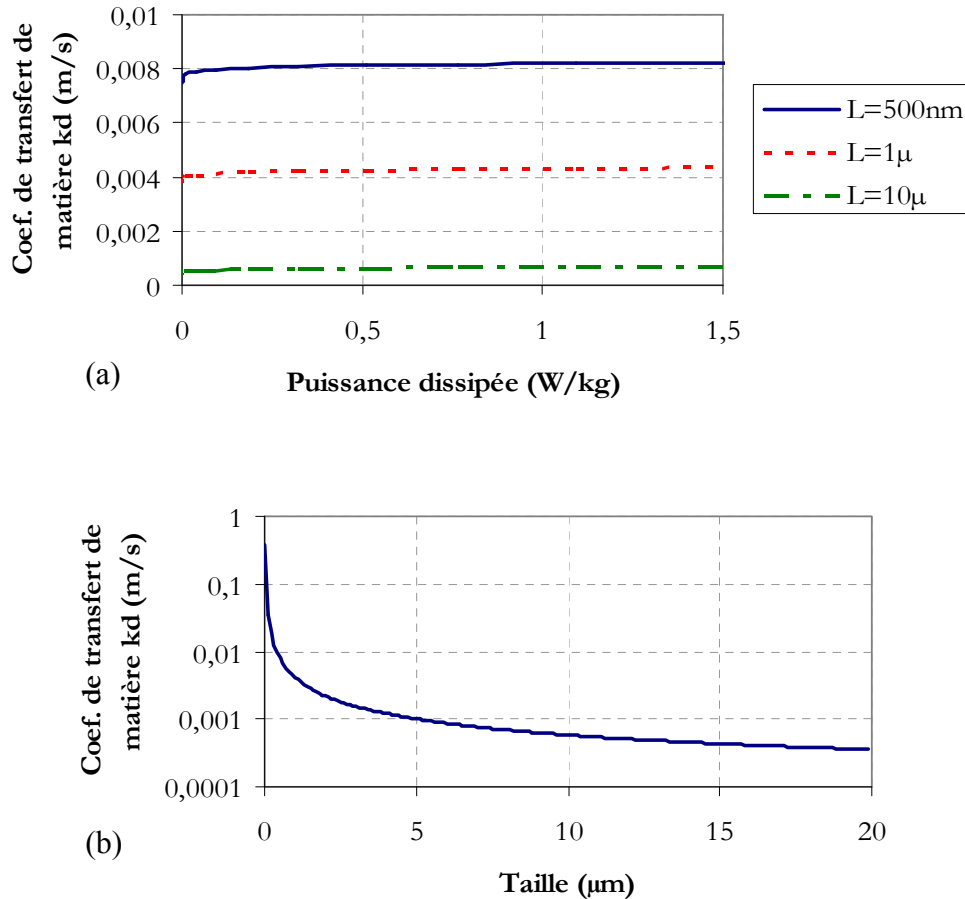 0,01
0,008
0,006
0,004
0,002
0
Coef. de transfert de
matière kd (m/s)
0
0,5
1
1,5
Puissance dissipée (W/kg)
L=500nm
L=1µ
L=10µ
(a)
1
0,1
0,01
0,001
0,0001
Coef. de transfert de
matière kd (m/s)
0
5
10
15
20
Taille (µm)
(b)